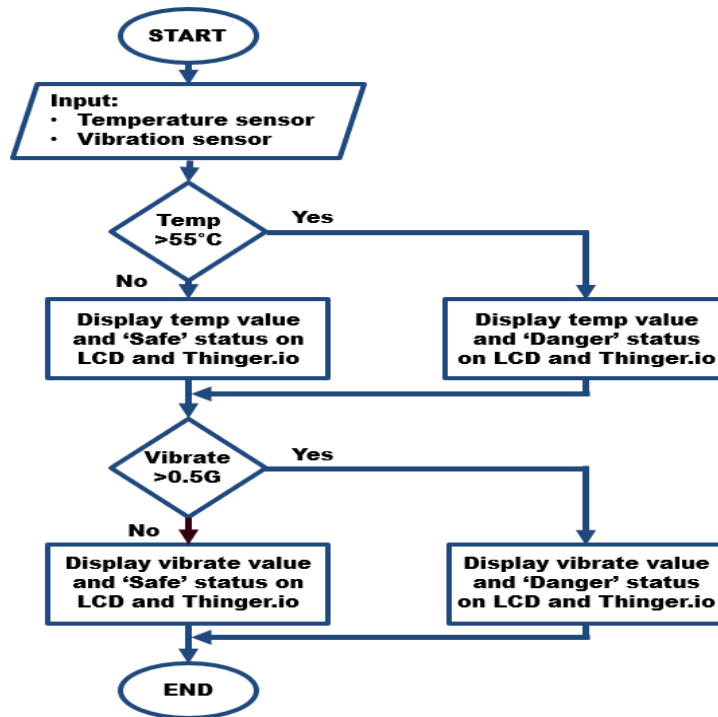 START
Input:
• Temperature sensor
• Vibration sensor
Temp
>55°C
Yes
No
Display temp value
and ‘Safe’ status on
LCD and Thinger.io
Display temp value
and ‘Danger’ status
on LCD and Thinger.io
Vibrate
>0.5G
Yes
No
Display vibrate value
and ‘Safe’ status on
LCD and Thinger.io
Display vibrate value
and ‘Danger’ status
on LCD and Thinger.io
END